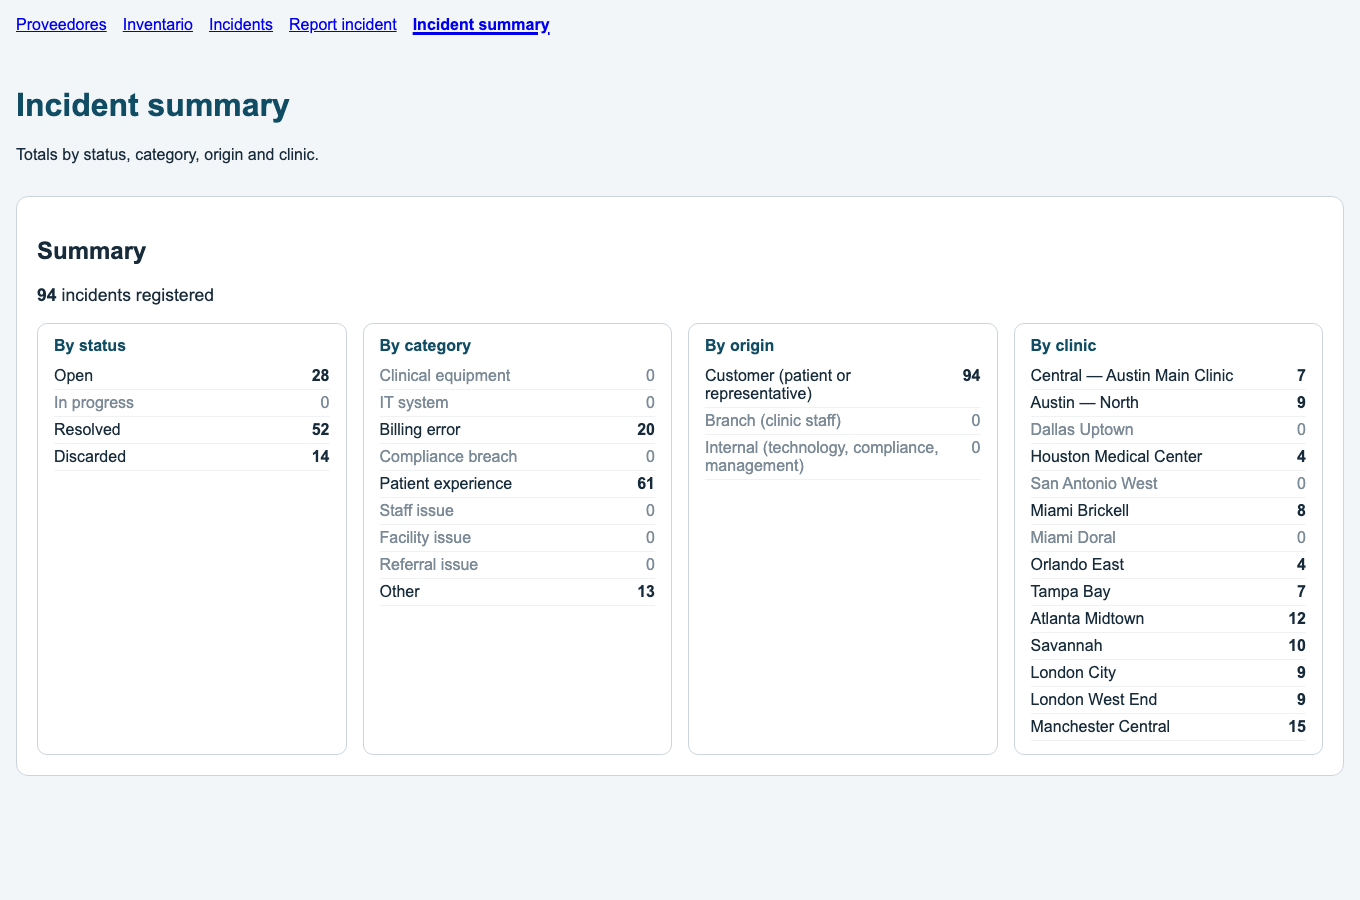 Proveedores Inventario Incidents Report incident Incident summary
Incident summary
Totals by status, category, origin and clinic.
Summary
94 incidents registered
By status
Open 28
In progress 0
Resolved 52
Discarded 14
By category
Clinical equipment 0
IT system 0
Billing error 20
Compliance breach 0
Patient experience 61
Staff issue 0
Facility issue 0
Referral issue 0
Other 13
By origin
Customer (patient or 94
representative)
Branch (clinic staff) 0
Internal (technology, compliance, 0
management)
By clinic
Central — Austin Main Clinic 7
Austin — North 9
Dallas Uptown 0
Houston Medical Center 4
San Antonio West 0
Miami Brickell 8
Miami Doral 0
Orlando East 4
Tampa Bay 7
Atlanta Midtown 12
Savannah 10
London City 9
London West End 9
Manchester Central 15